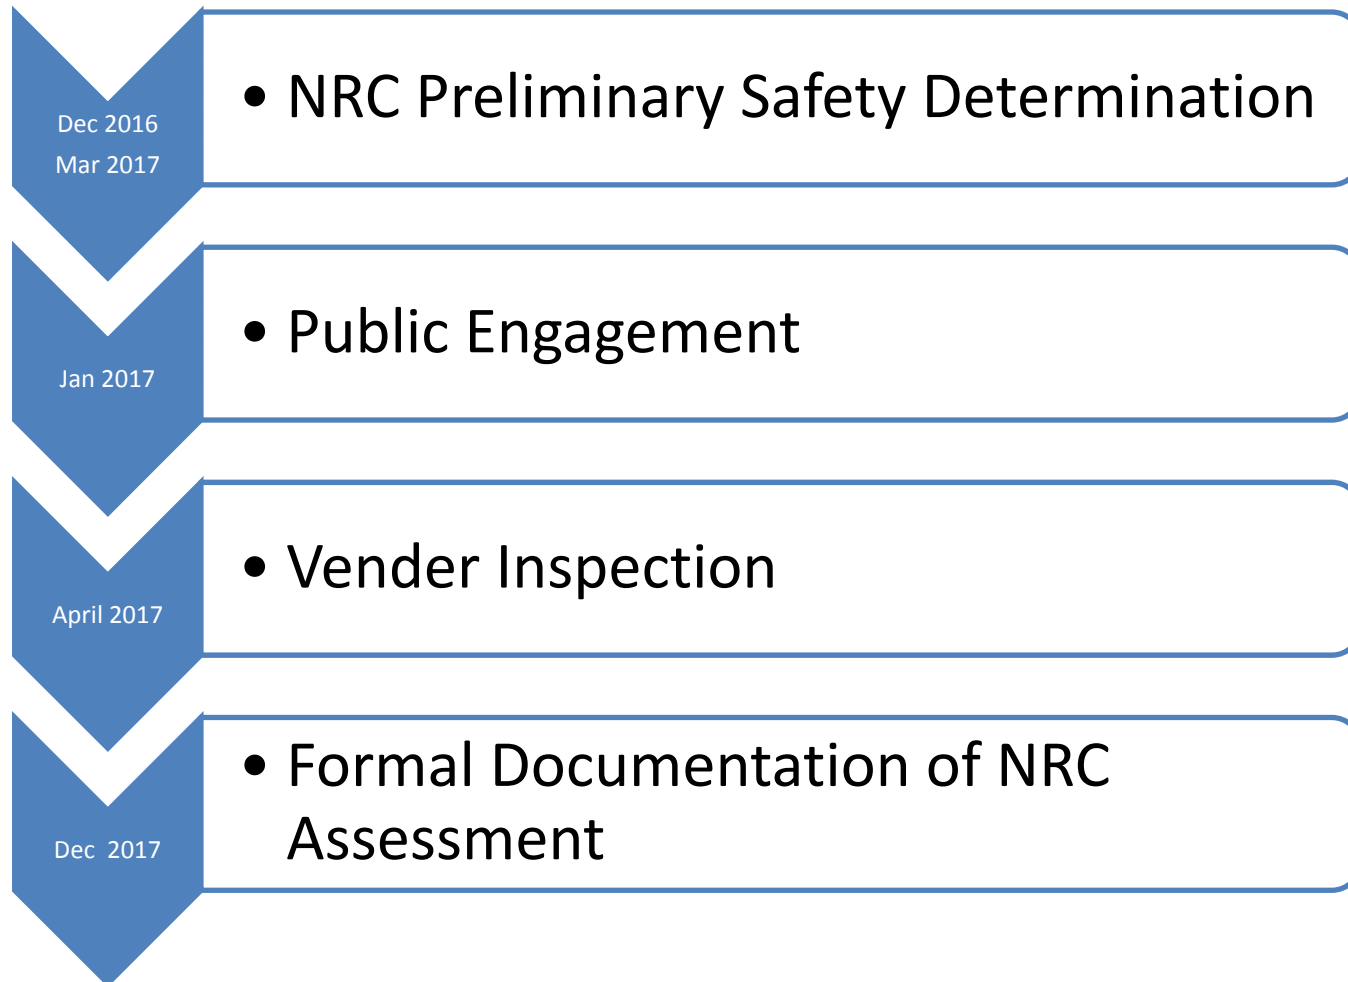 Dec 2016
Mar 2017
• NRC Preliminary Safety Determination
Jan 2017
• Public Engagement
April 2017
• Vender Inspection
Dec 2017
• Formal Documentation of NRC
Assessment